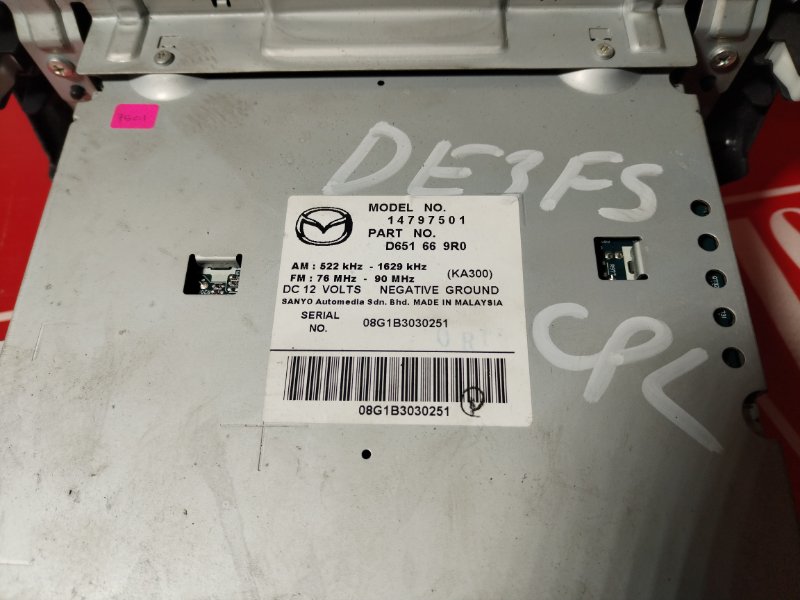 7501
DE3FS
MODEL NO.
14797501
PART NO.
D651 66 9R0
AM : 522 kHz - 1629 kHz
FM : 76 MHz - 90 MHz (KA300)
DC 12 VOLTS NEGATIVE GROUND
SANYO Automedia Sdn. Bhd. MADE IN MALAYSIA
SERIAL NO. 08G1B3030251
08G1B3030251
CPL